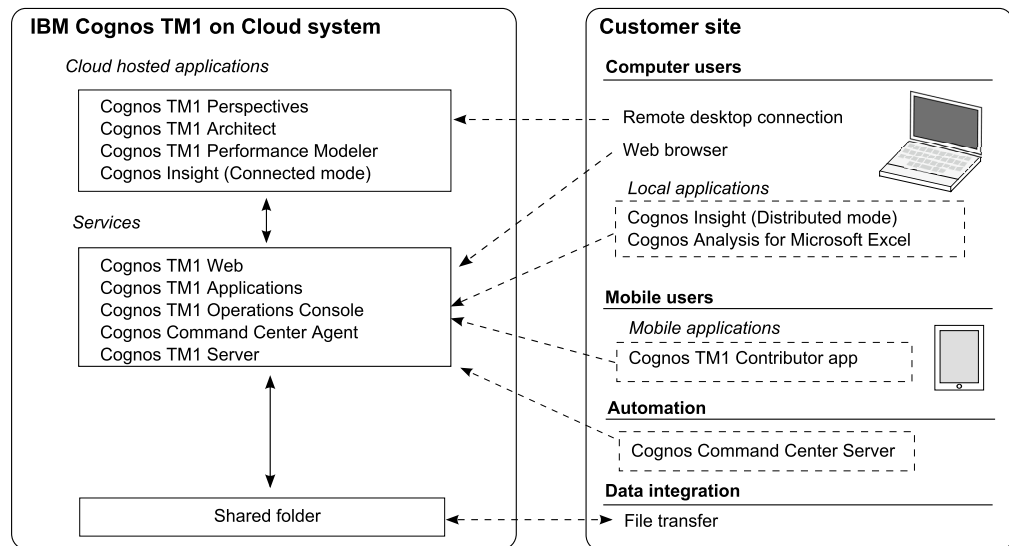 IBM Cognos TM1 on Cloud system
Cloud hosted applications
Cognos TM1 Perspectives
Cognos TM1 Architect
Cognos TM1 Performance Modeler
Cognos Insight (Connected mode)
Services
Cognos TM1 Web
Cognos TM1 Applications
Cognos TM1 Operations Console
Cognos Command Center Agent
Cognos TM1 Server
Shared folder
Customer site
Computer users
Remote desktop connection
Web browser
Local applications
Cognos Insight (Distributed mode)
Cognos Analysis for Microsoft Excel
Mobile users
Mobile applications
Cognos TM1 Contributor app
Automation
Cognos Command Center Server
Data integration
File transfer